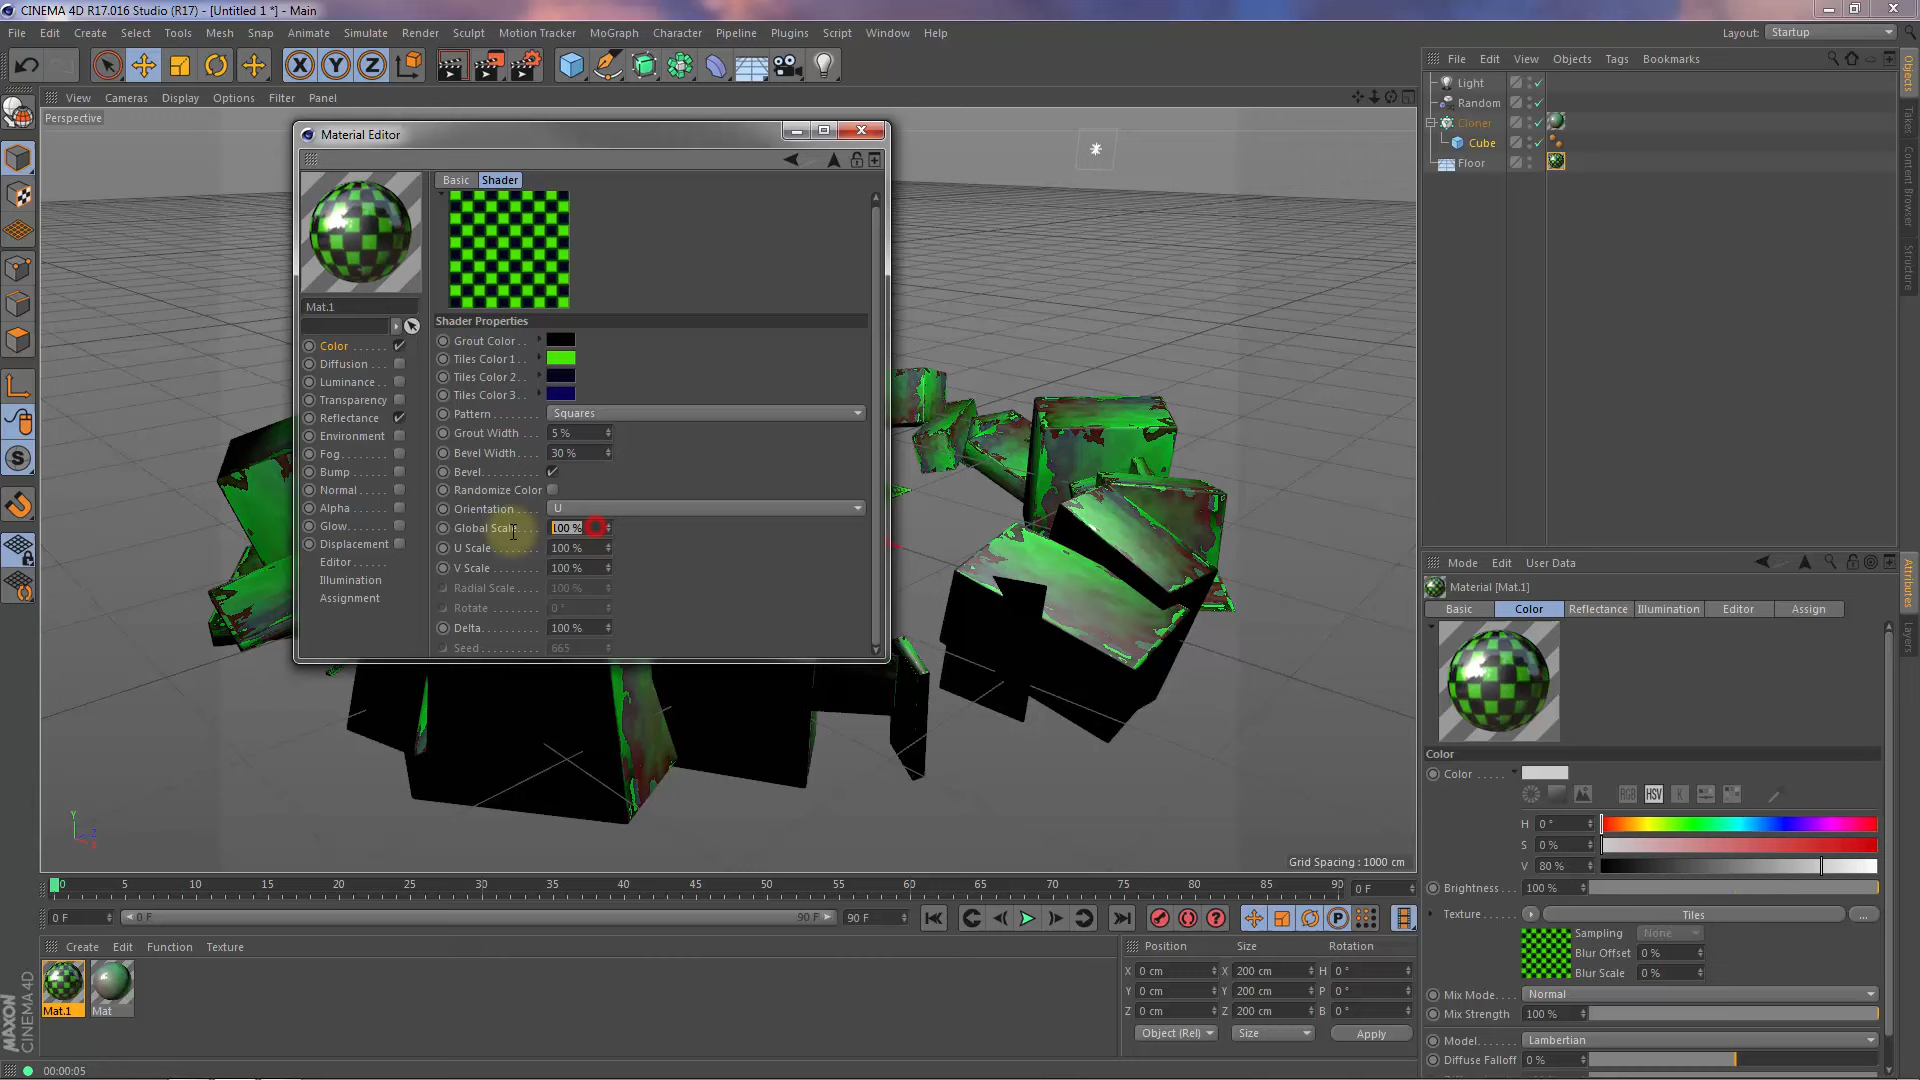 CINEMA 4D R17.016 Studio (R17) - [Untitled 1 *] - Main
File Edit Create Select Tools Mesh Snap Animate Simulate Render Sculpt Motion Tracker MoGraph Character Pipeline Plugins Script Window Help
Layout: Startup
View Cameras Display Options Filter Panel
Perspective
Material Editor
Basic Shader
Mat.1
Color
Diffusion
Luminance
Transparency
Reflectance
Environment
Fog
Bump
Normal
Alpha
Glow
Displacement
Editor
Illumination
Assignment
Shader Properties
Grout Color
Tiles Color 1
Tiles Color 2
Tiles Color 3
Pattern Squares
Grout Width 5 %
Bevel Width 30 %
Bevel
Randomize Color
Orientation U
Global Scale 100 %
U Scale 100 %
V Scale 100 %
Radial Scale 100 %
Rotate 0 °
Delta 100 %
Seed 665
Grid Spacing : 1000 cm
File Edit View Objects Tags Bookmarks
Light
Random
Cloner
Cube
Floor
Objects
Takes
Content Browser
Structure
Mode Edit User Data
Material [Mat.1]
Basic Color Reflectance Illumination Editor Assign
Attributes
Layers
Color
Color
RGB HSV K
H 0 °
S 0 %
V 80 %
Brightness 100 %
Texture Tiles ...
Sampling None
Blur Offset 0 %
Blur Scale 0 %
Mix Mode Normal
Mix Strength 100 %
Model Lambertian
Diffuse Falloff 0 %
0 5 10 15 20 25 30 35 40 45 50 55 60 65 70 75 80 85 90 0 F
0 F 0 F 90 F 90 F
Create Edit Function Texture
Mat.1 Mat
Position Size Rotation
X 0 cm X 200 cm H 0 °
Y 0 cm Y 200 cm P 0 °
Z 0 cm Z 200 cm B 0 °
Object (Rel) Size Apply
MAXON CINEMA 4D
00:00:05